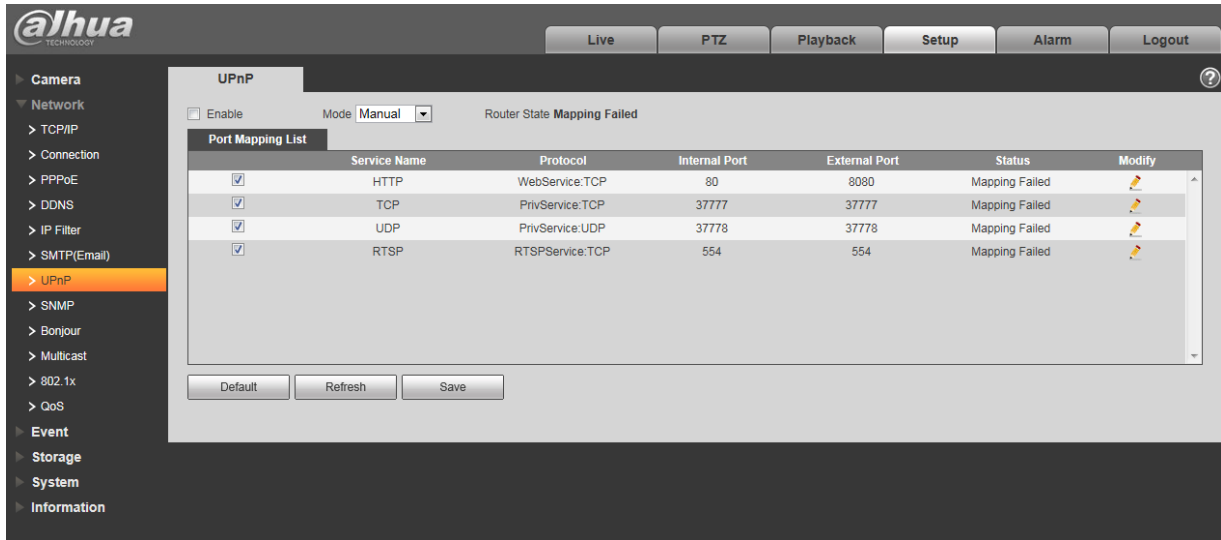 alhua
TECHNOLOGY
Live PTZ Playback Setup Alarm Logout
Camera
Network
> TCP/IP
> Connection
> PPPoE
> DDNS
> IP Filter
> SMTP(Email)
> UPnP
> SNMP
> Bonjour
> Multicast
> 802.1x
> QoS
Event
Storage
System
Information
UPnP
?
Enable Mode Manual Router State Mapping Failed
Port Mapping List
Service Name Protocol Internal Port External Port Status Modify
HTTP WebService:TCP 80 8080 Mapping Failed
TCP PrivService:TCP 37777 37777 Mapping Failed
UDP PrivService:UDP 37778 37778 Mapping Failed
RTSP RTSPService:TCP 554 554 Mapping Failed
Default Refresh Save